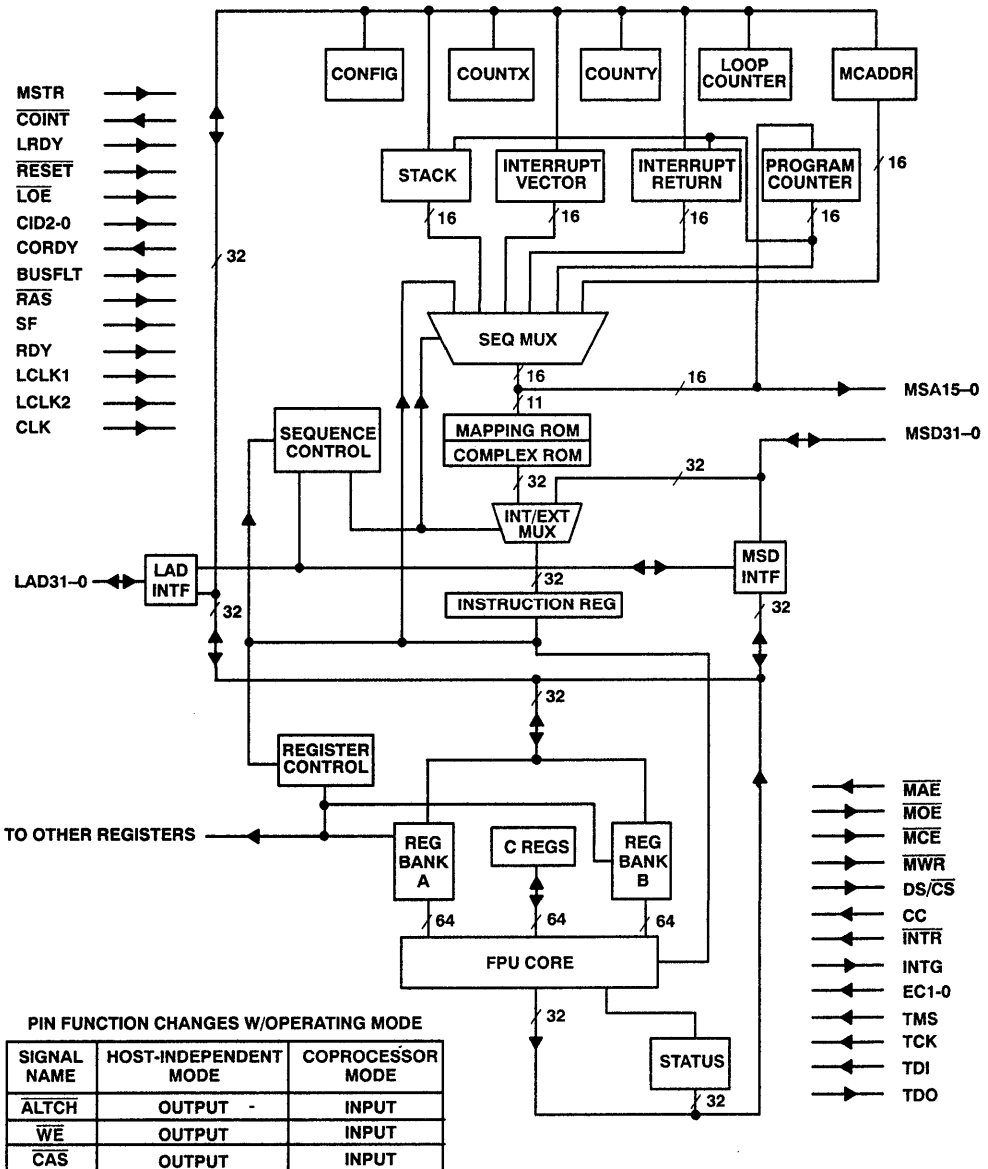 CONFIG
COUNTX
COUNTY
LOOP
COUNTER
MCADDR
MSTR
COINT
LRDY
RESET
LOE
CID2-0
CORDY
BUSFLT
RAS
SF
RDY
LCLK1
LCLK2
CLK
32
STACK
INTERRUPT
VECTOR
INTERRUPT
RETURN
PROGRAM
COUNTER
16
16
16
16
16
SEQ MUX
16
16
MSA15–0
11
SEQUENCE
CONTROL
MAPPING ROM
COMPLEX ROM
MSD31–0
32
32
INT/EXT
MUX
LAD31–0
LAD
INTF
MSD
INTF
32
32
32
INSTRUCTION REG
32
REGISTER
CONTROL
TO OTHER REGISTERS
REG
BANK
A
C REGS
REG
BANK
B
64
64
64
FPU CORE
32
STATUS
32
MAE
MOE
MCE
MWR
DS/CS
CC
INTR
INTG
EC1-0
TMS
TCK
TDI
TDO
PIN FUNCTION CHANGES W/OPERATING MODE
SIGNAL NAME HOST-INDEPENDENT MODE COPROCESSOR MODE
ALTCH OUTPUT - INPUT
WE OUTPUT INPUT
CAS OUTPUT INPUT